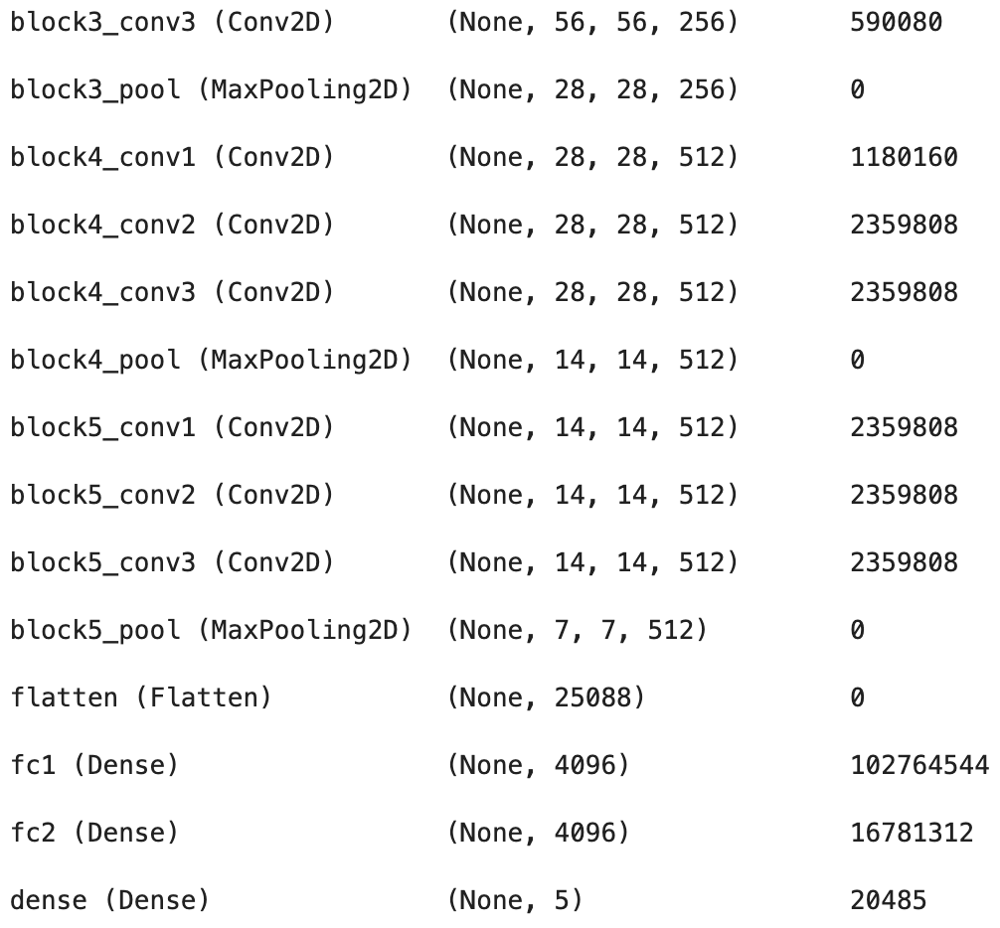 block3_conv3 (Conv2D) (None, 56, 56, 256) 590080
block3_pool (MaxPooling2D) (None, 28, 28, 256) 0
block4_conv1 (Conv2D) (None, 28, 28, 512) 1180160
block4_conv2 (Conv2D) (None, 28, 28, 512) 2359808
block4_conv3 (Conv2D) (None, 28, 28, 512) 2359808
block4_pool (MaxPooling2D) (None, 14, 14, 512) 0
block5_conv1 (Conv2D) (None, 14, 14, 512) 2359808
block5_conv2 (Conv2D) (None, 14, 14, 512) 2359808
block5_conv3 (Conv2D) (None, 14, 14, 512) 2359808
block5_pool (MaxPooling2D) (None, 7, 7, 512) 0
flatten (Flatten) (None, 25088) 0
fc1 (Dense) (None, 4096) 102764544
fc2 (Dense) (None, 4096) 16781312
dense (Dense) (None, 5) 20485